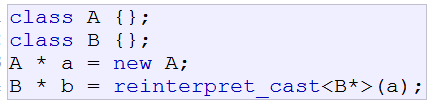 class A {};
class B {};
A * a = new A;
B * b = reinterpret_cast<B*>(a);